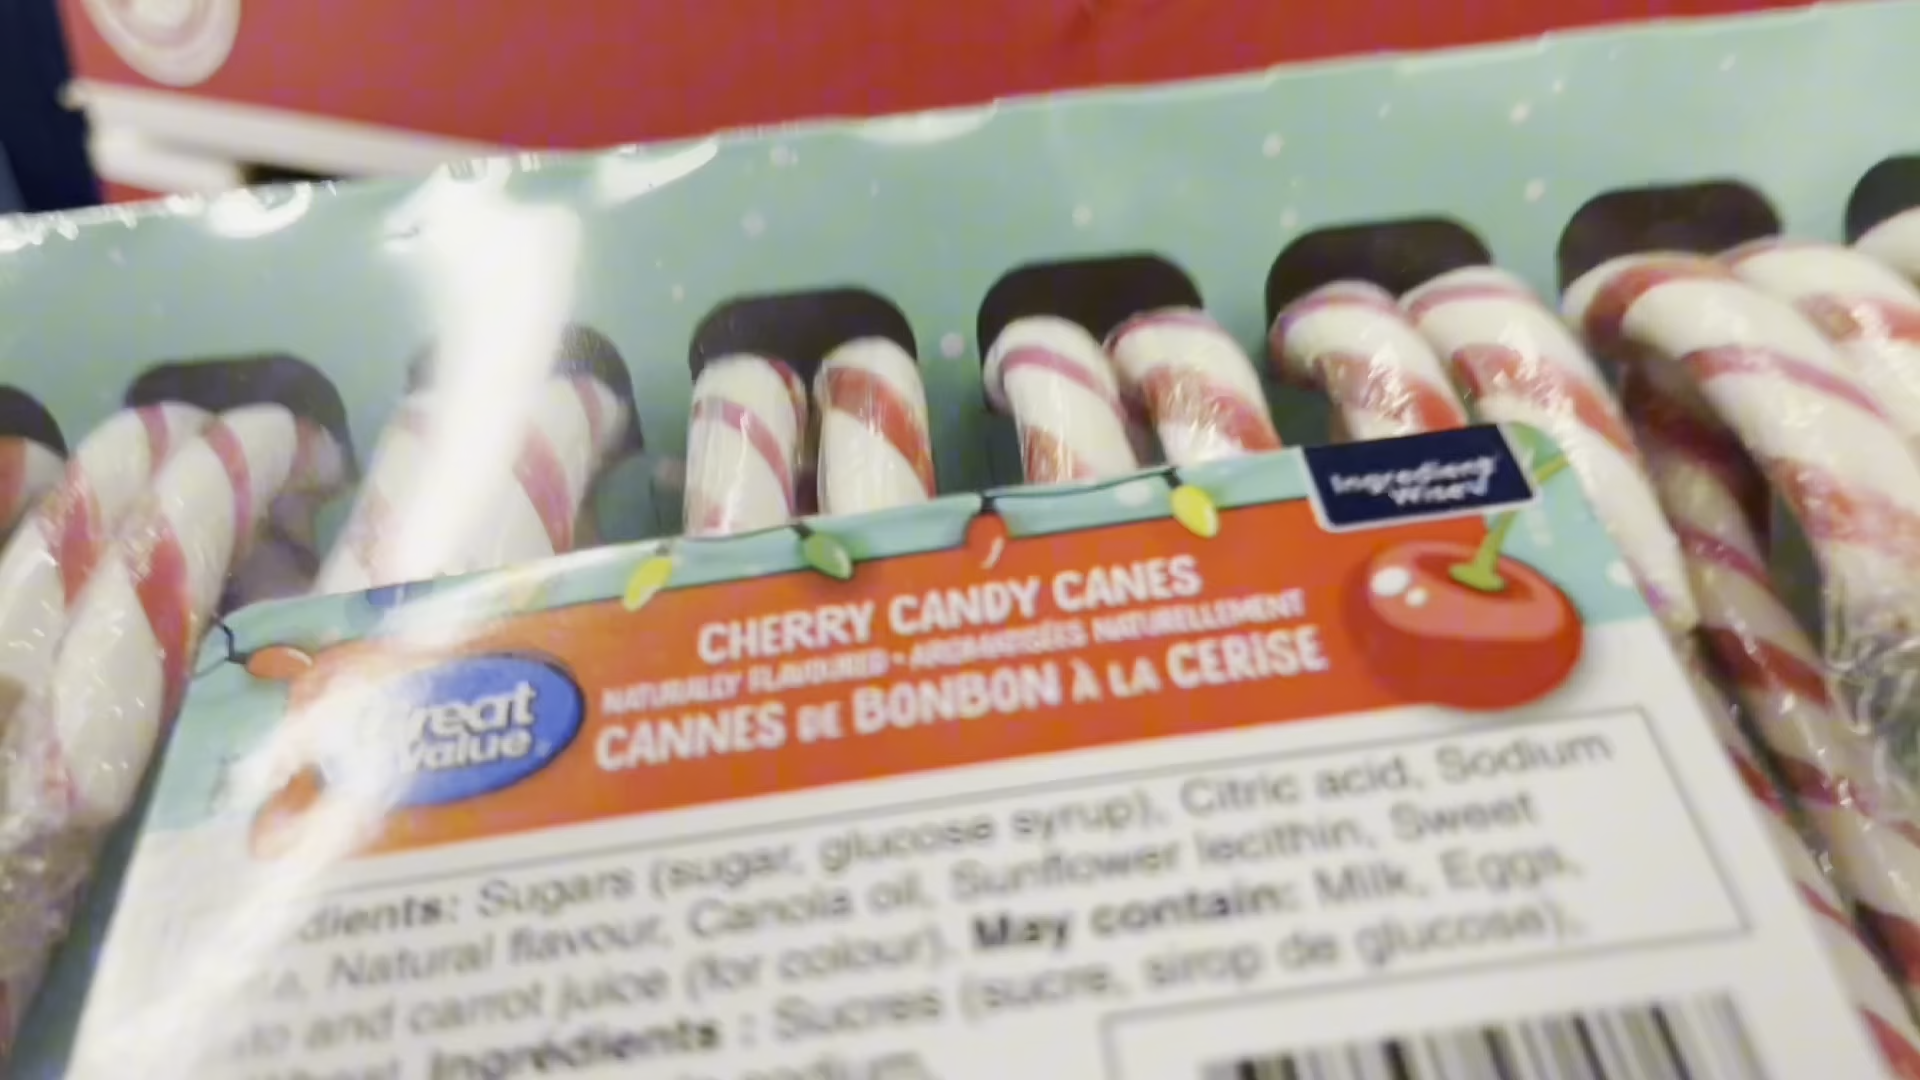 Ingredient
Wise
CHERRY CANDY CANES
NATURALLY FLAVOURED - AROMATISÉES NATURELLEMENT
CANNES DE BONBON À LA CERISE
Great
Value
dients: Sugars (sugar, glucose syrup), Citric acid, Sodium
Natural flavour, Canola oil, Sunflower lecithin, Sweet
and carrot juice (for colour). May contain: Milk, Eggs,
Ingrédients : Sucres (sucre, sirop de glucose),
sodium,